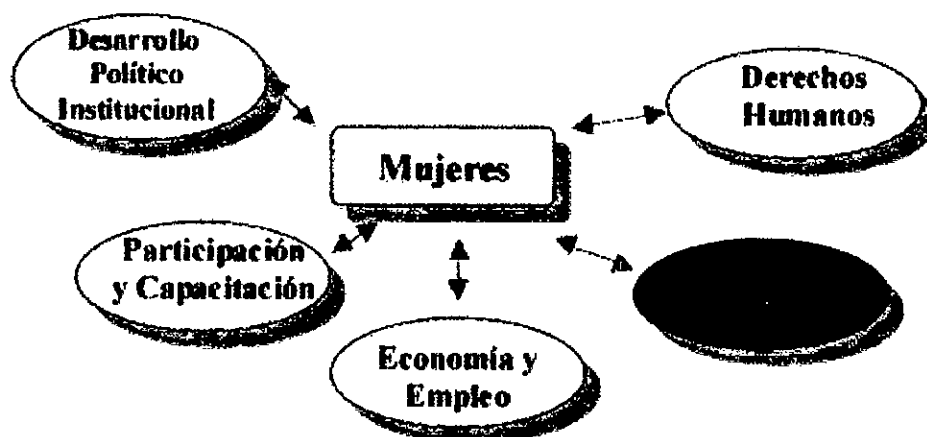 Desarrollo
Político
Institucional
Derechos
Humanos
Mujeres
Participación
y Capacitación
Economía y
Empleo